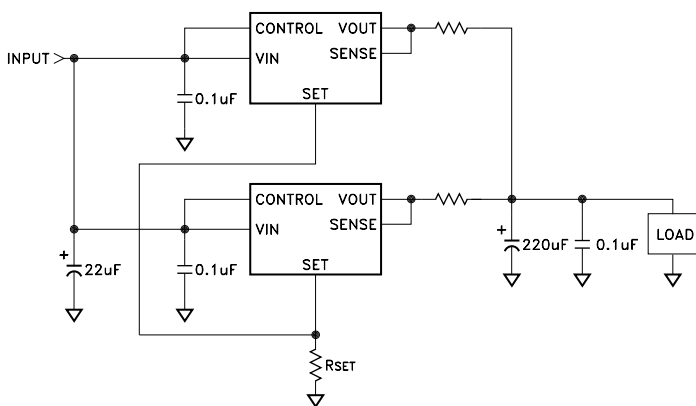 CONTROL VOUT
INPUT
VIN
SENSE
SET
0.1uF
CONTROL VOUT
VIN
SENSE
SET
+
22uF
0.1uF
+
220uF
0.1uF
LOAD
RSET